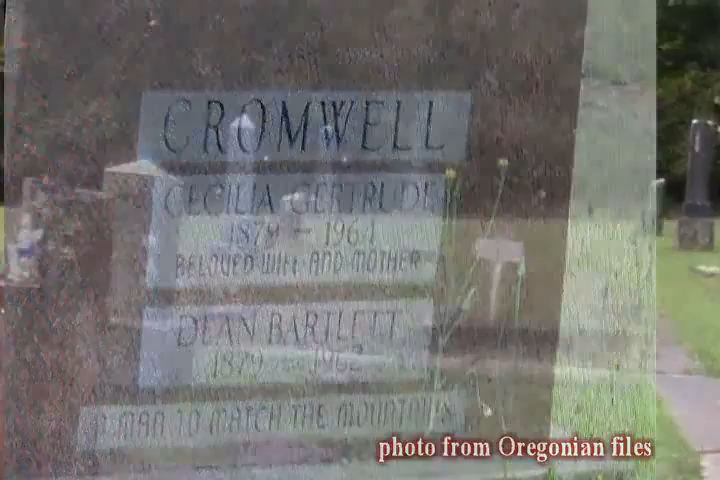 CROMWELL
CECILIA GERTRUDE
1879 - 1964
BELOVED WIFE AND MOTHER
DEAN BARTLETT
1879 - 1962
A MAN TO MATCH THE MOUNTAINS
photo from Oregonian files